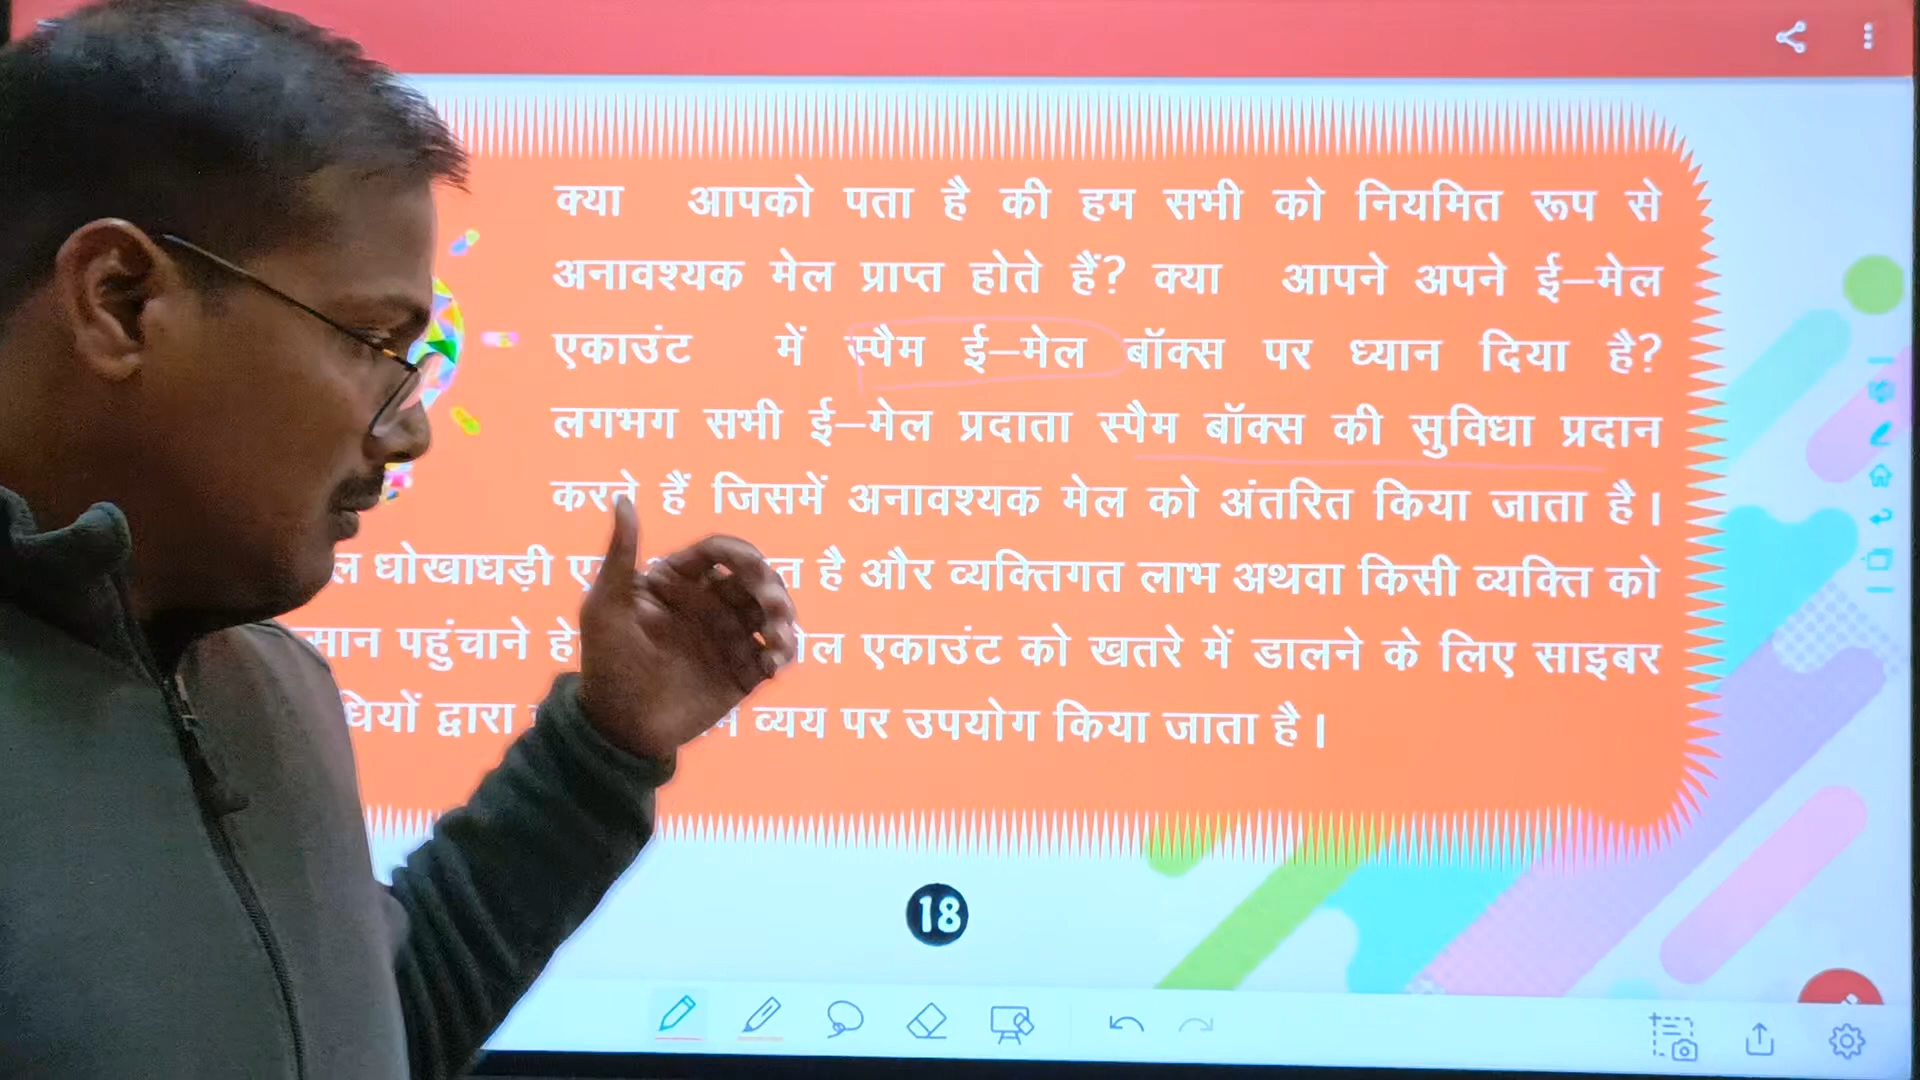 क्या आपको पता है की हम सभी को नियमित रूप से
अनावश्यक मेल प्राप्त होते हैं? क्या आपने अपने ई–मेल
एकाउंट में स्पैम ई–मेल बॉक्स पर ध्यान दिया है?
लगभग सभी ई–मेल प्रदाता स्पैम बॉक्स की सुविधा प्रदान
करते हैं जिसमें अनावश्यक मेल को अंतरित किया जाता है।
धोखाधड़ी है और व्यक्तिगत लाभ अथवा किसी व्यक्ति को
पहुंचाने एकाउंट को खतरे में डालने के लिए साइबर
द्वारा व्यय पर उपयोग किया जाता है।
18